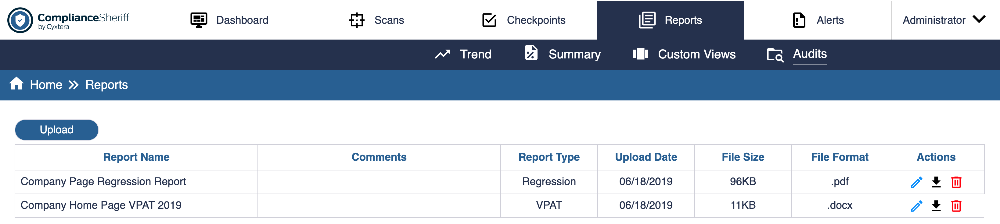 ComplianceSheriff
by Cyxtera
Dashboard
Scans
Checkpoints
Reports
Alerts
Administrator
Trend
Summary
Custom Views
Audits
Home
Reports
Upload
Report Name Comments Report Type Upload Date File Size File Format Actions
Company Page Regression Report Regression 06/18/2019 96KB .pdf
Company Home Page VPAT 2019 VPAT 06/18/2019 11KB .docx